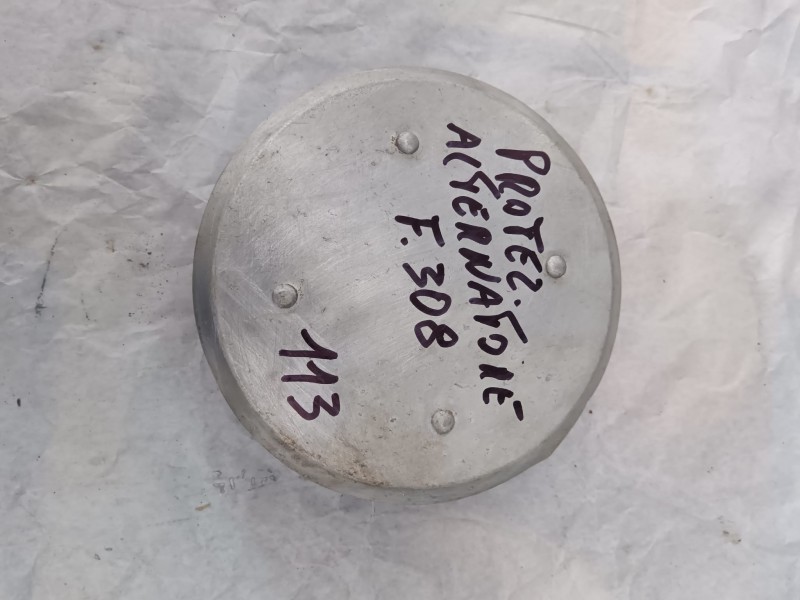 PROTEZ.
ALTERNATORE
F. 308
113